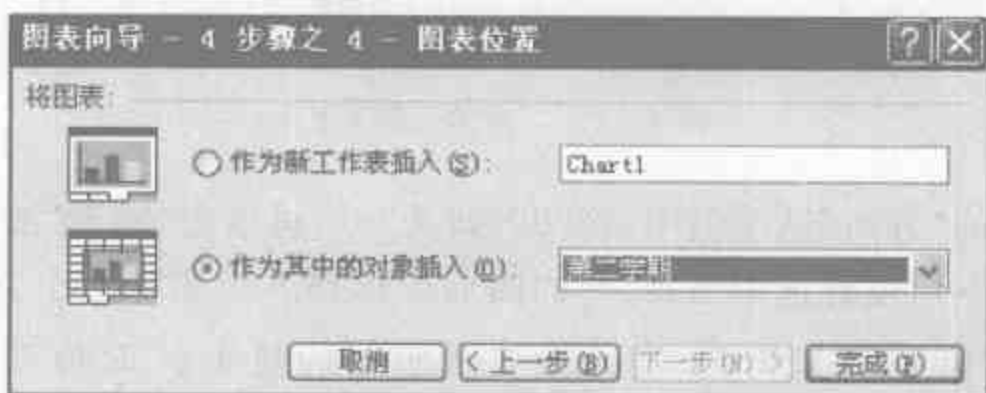 图表向导 - 4 步骤之 4 - 图表位置
将图表:
作为新工作表插入(S): Chart1
作为其中的对象插入(O):
取消 < 上一步(B) 下一步(N) > 完成(F)